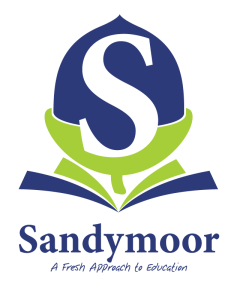 S
Sandymoor
A Fresh Approach to Education